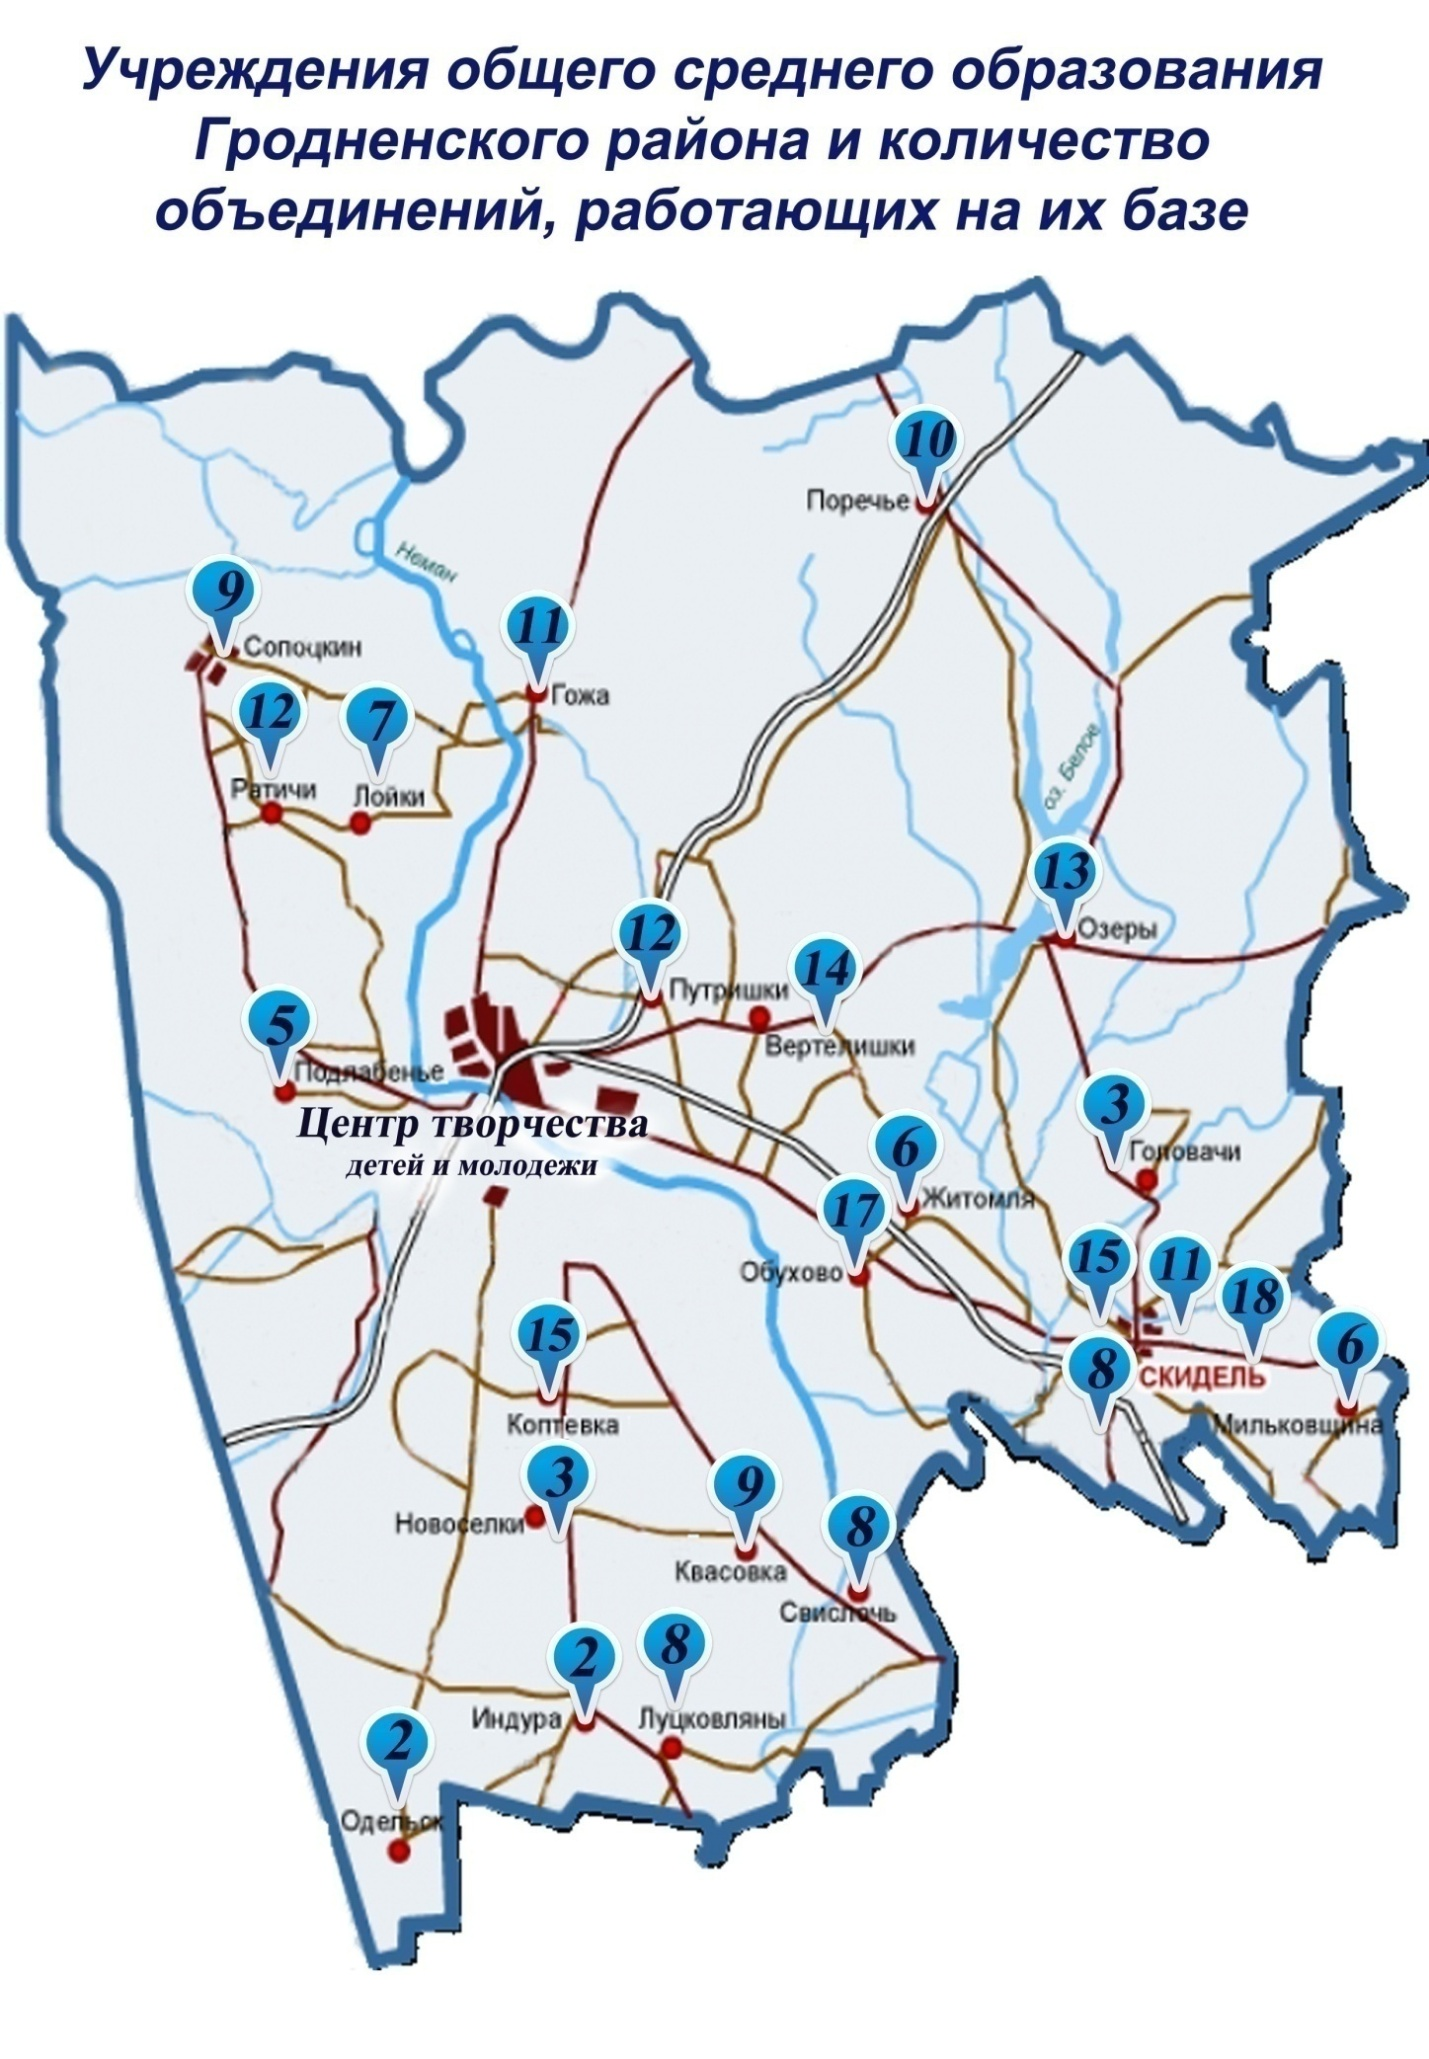 Учреждения общего среднего образования
Гродненского района и количество
объединений, работающих на их базе
10
Поречье
Неман
9
Сопоцкин
11
Гожа
12
7
Ратичи
Лойки
оз. Белое
13
Озеры
12
Путришки
14
Вертелишки
5
Подлабенье
Центр творчества
детей и молодежи
3
Головачи
6
Житомля
17
Обухово
15
11
18
6
8
СКИДЕЛЬ
Мильковщина
15
Коптевка
3
Новоселки
9
Квасовка
8
Свислочь
2
Индура
8
Луцковляны
2
Одельск